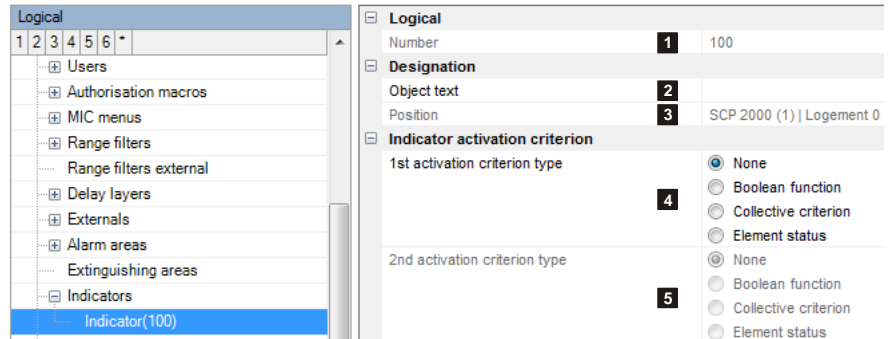 Logical
1 2 3 4 5 6 *
Users
Authorisation macros
MIC menus
Range filters
Range filters external
Delay layers
Externals
Alarm areas
Extinguishing areas
Indicators
Indicator(100)
Logical
Number 1 100
Designation
Object text 2
Position 3 SCP 2000 (1) | Logement 0
Indicator activation criterion
1st activation criterion type None
Boolean function
4
Collective criterion
Element status
2nd activation criterion type None
Boolean function
5
Collective criterion
Element status